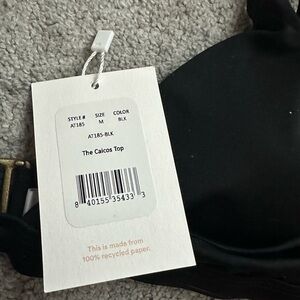 STYLE # SIZE COLOR
AT185 M BLK
AT185-BLK
The Caicos Top
8 40155 35433 3
This is made from
100% recycled paper.